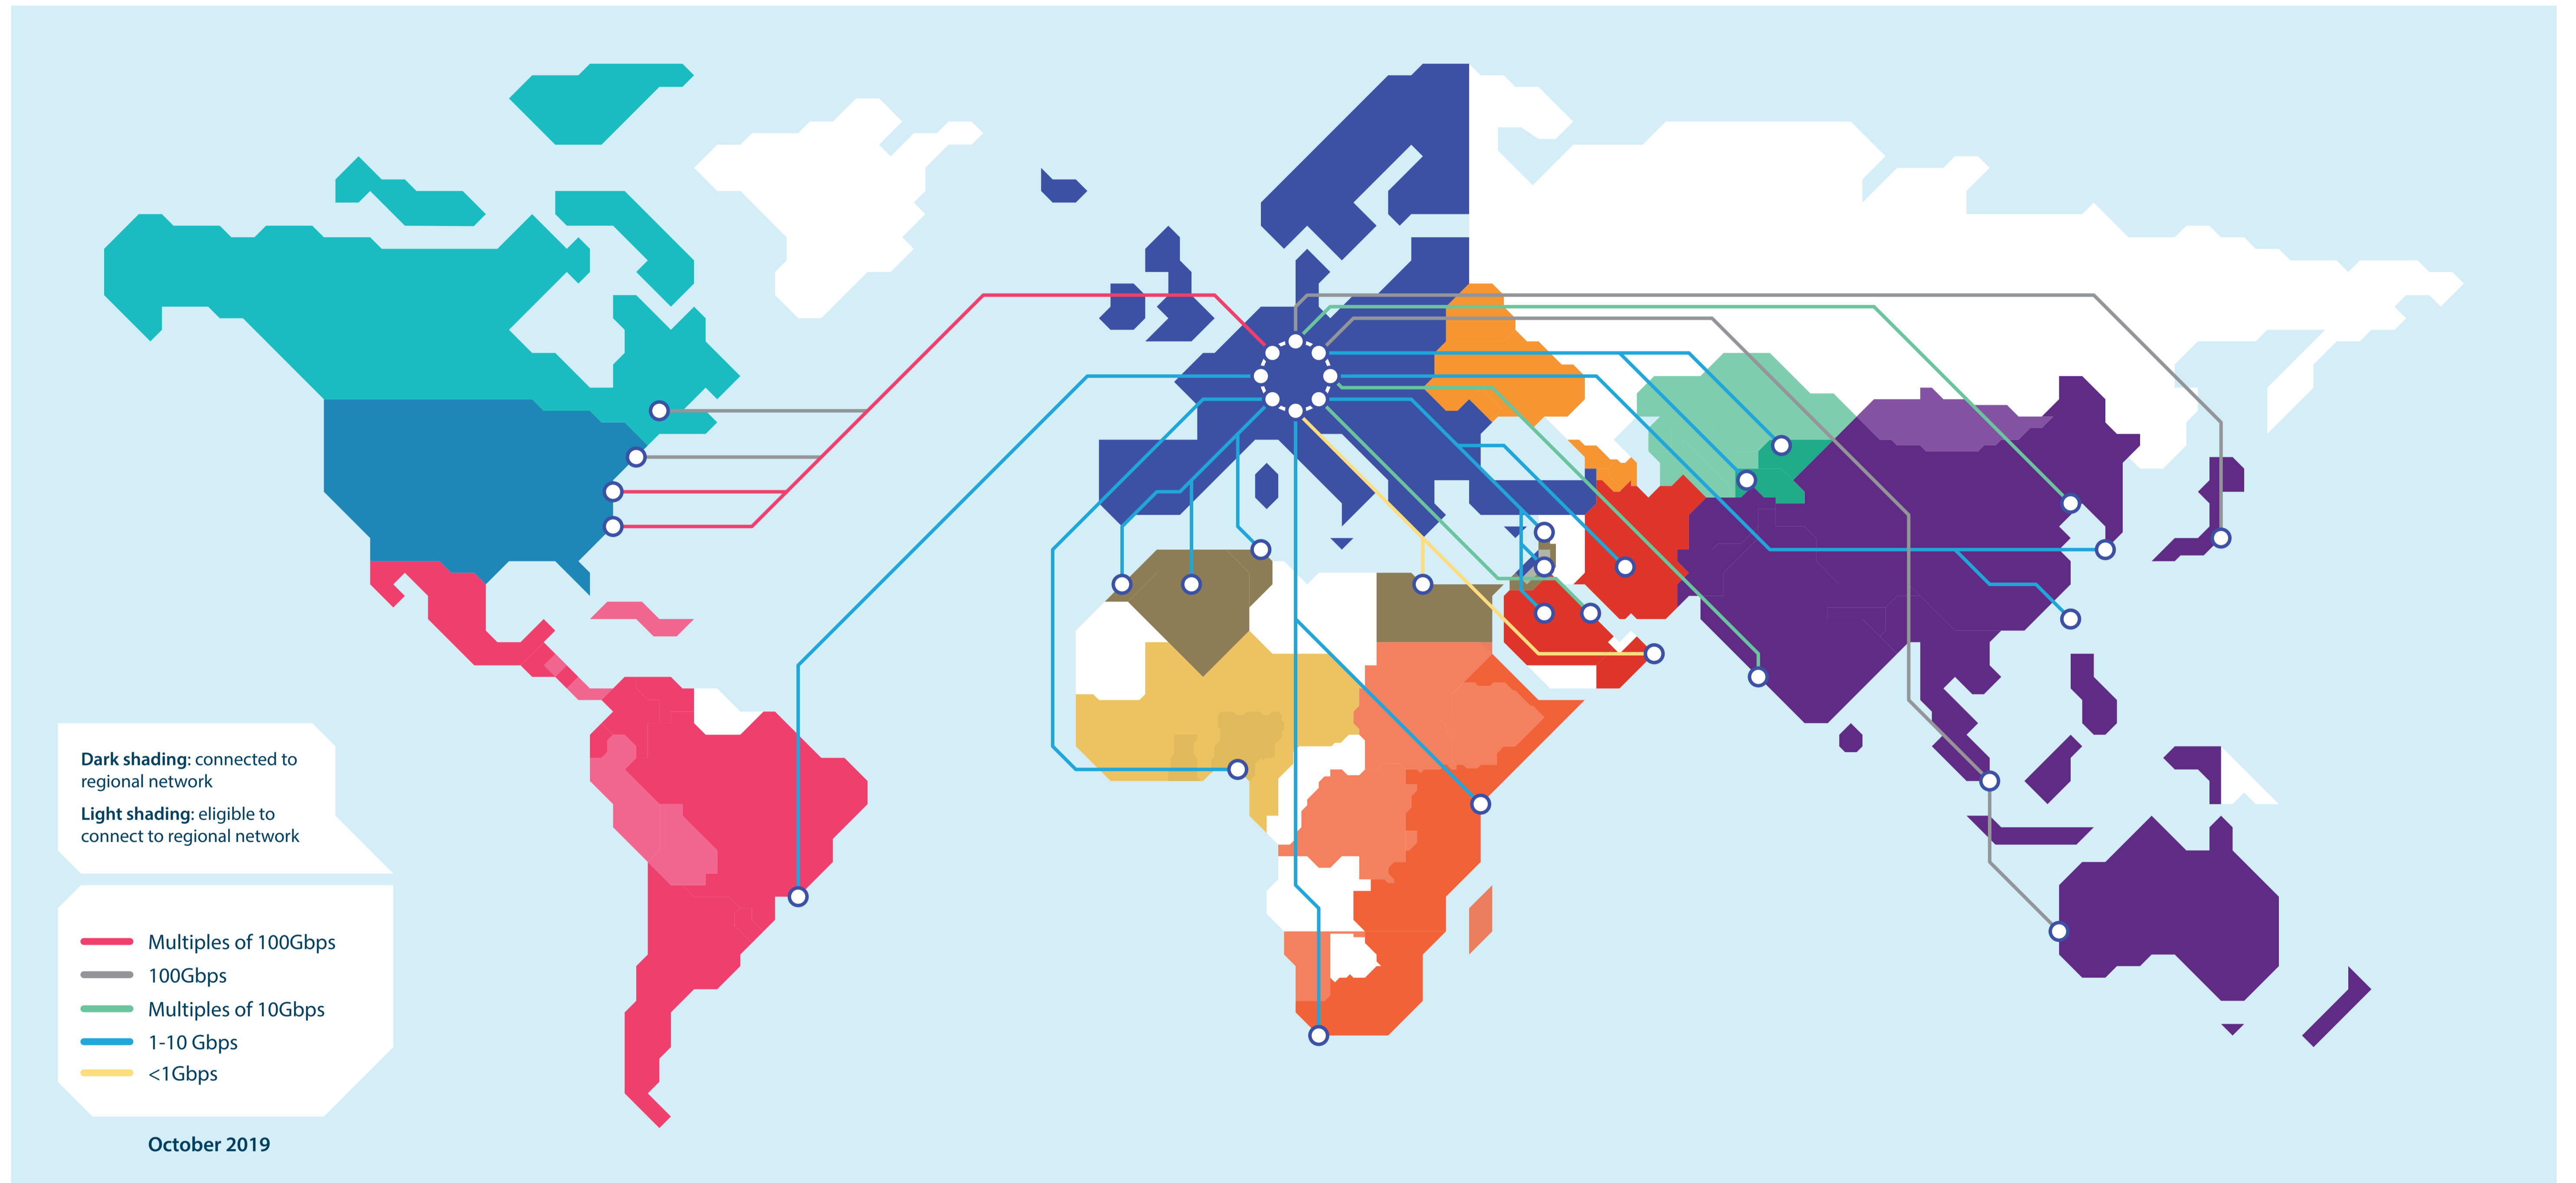 Dark shading: connected to
regional network
Light shading: eligible to
connect to regional network
Multiples of 100Gbps
100Gbps
Multiples of 10Gbps
1-10 Gbps
<1Gbps
October 2019